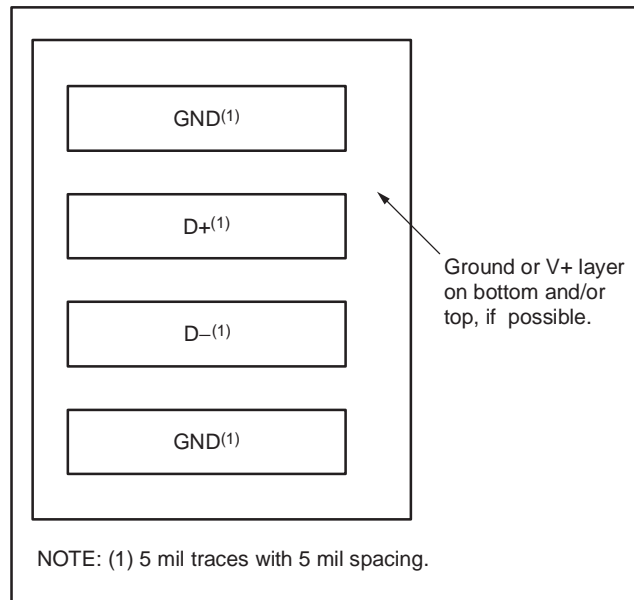 GND(1)
D+(1)
D−(1)
GND(1)
Ground or V+ layer
on bottom and/or
top, if possible.
NOTE: (1) 5 mil traces with 5 mil spacing.